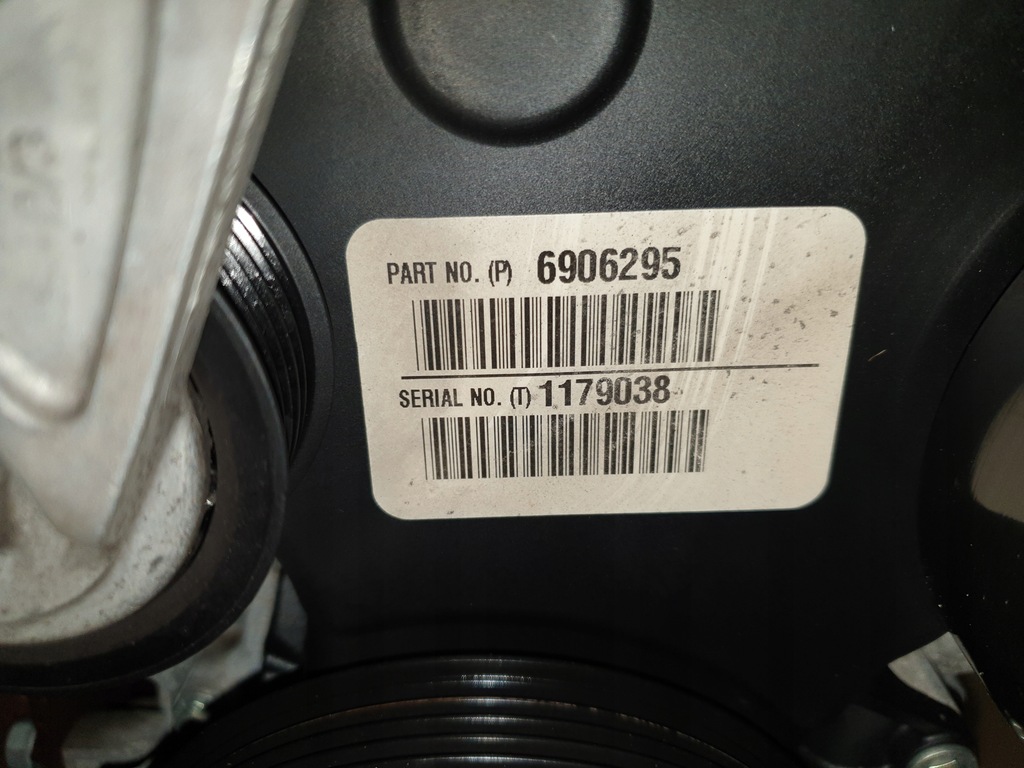 PART NO. (P) 6906295
SERIAL NO. (T) 1179038